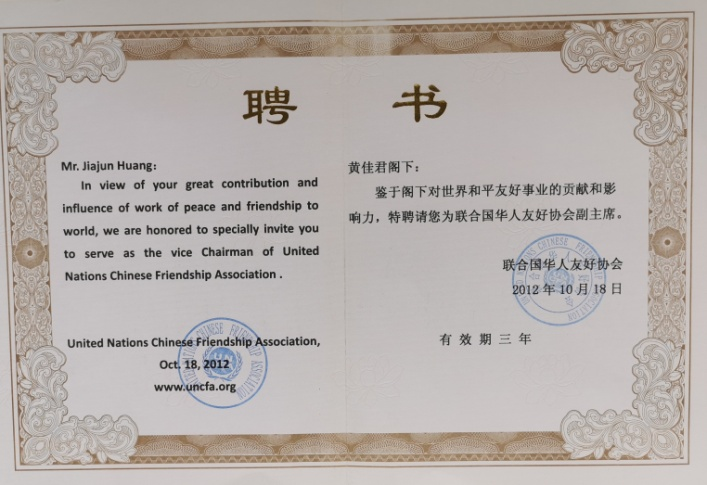 聘 书
Mr. Jiajun Huang:
In view of your great contribution and
influence of work of peace and friendship to
world, we are honored to specially invite you
to serve as the vice Chairman of United
Nations Chinese Friendship Association .
United Nations Chinese Friendship Association,
Oct. 18, 2012
www.uncfa.org
黄佳君阁下：
鉴于阁下对世界和平友好事业的贡献和影
响力，特聘请您为联合国华人友好协会副主席。
联合国华人友好协会
2012 年 10 月 18 日
有 效 期 三 年